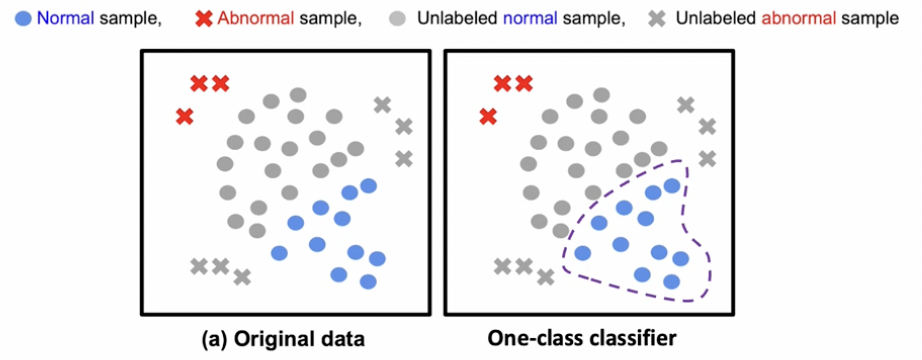 Normal sample, Abnormal sample, Unlabeled normal sample, Unlabeled abnormal sample
(a) Original data
One-class classifier